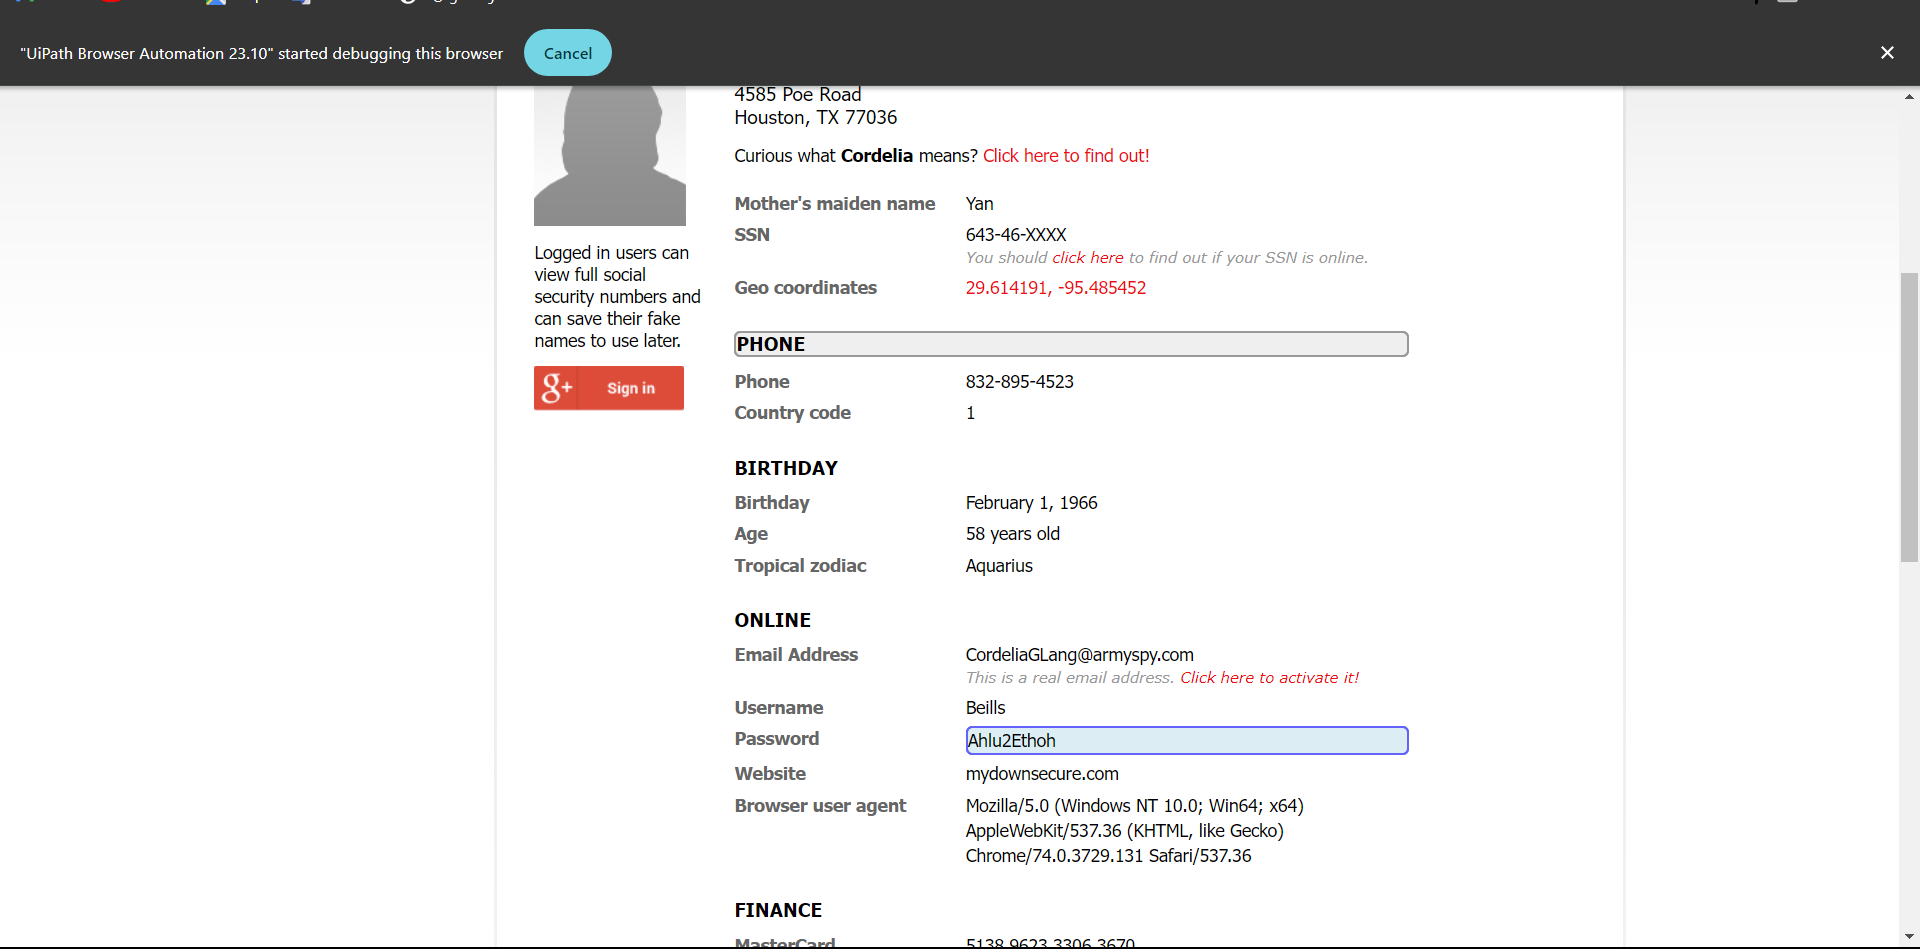 "UiPath Browser Automation 23.10" started debugging this browser
Cancel
4585 Poe Road
Houston, TX 77036
Curious what Cordelia means? Click here to find out!
Mother's maiden name Yan
SSN 643-46-XXXX
You should click here to find out if your SSN is online.
Geo coordinates 29.614191, -95.485452
Logged in users can
view full social
security numbers and
can save their fake
names to use later.
g+ Sign in
PHONE
Phone 832-895-4523
Country code 1
BIRTHDAY
Birthday February 1, 1966
Age 58 years old
Tropical zodiac Aquarius
ONLINE
Email Address CordeliaGLang@armyspy.com
This is a real email address. Click here to activate it!
Username Beills
Password Ahlu2Ethoh
Website mydownsecure.com
Browser user agent Mozilla/5.0 (Windows NT 10.0; Win64; x64)
AppleWebKit/537.36 (KHTML, like Gecko)
Chrome/74.0.3729.131 Safari/537.36
FINANCE
MasterCard 5138 9623 3306 3670